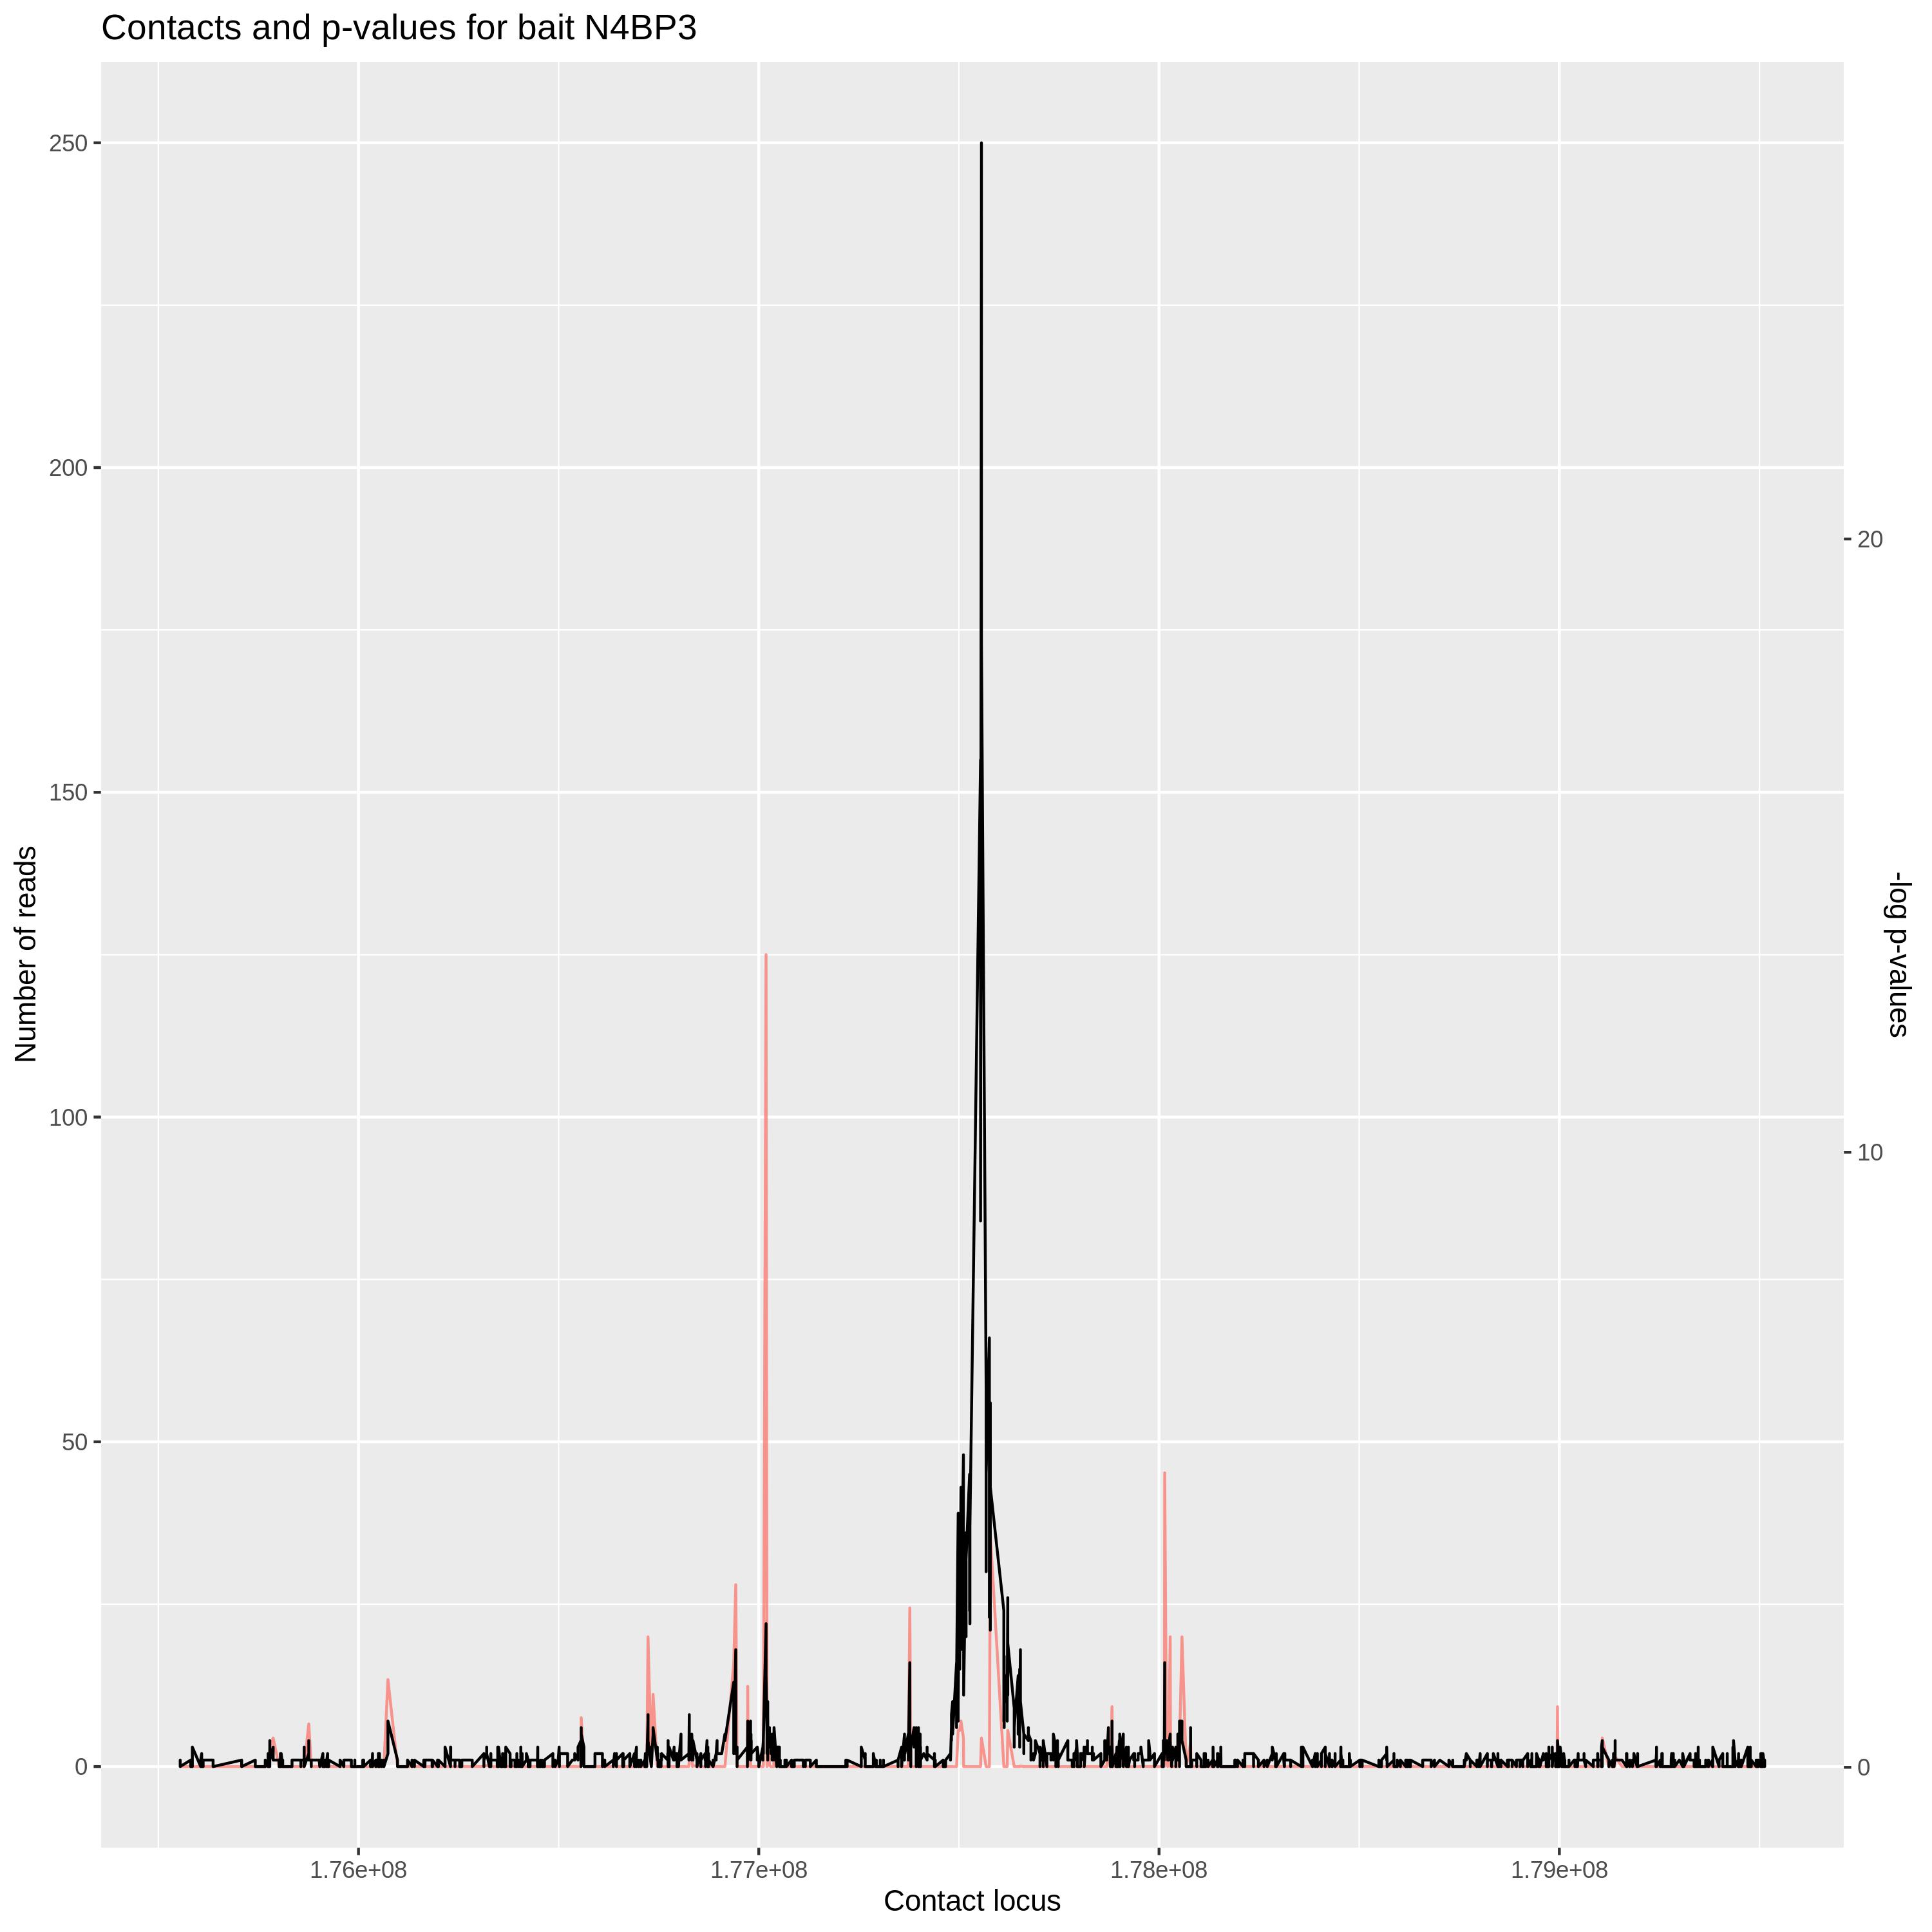 Contacts and p-values for bait N4BP3
250
200
150
100
50
0
20
10
0
Number of reads
-log p-values
1.76e+08
1.77e+08
1.78e+08
1.79e+08
Contact locus